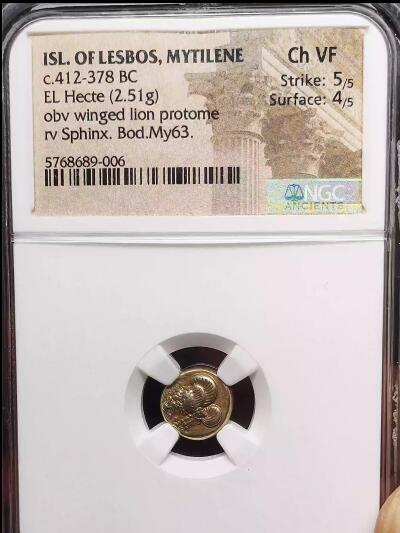 ISL. OF LESBOS, MYTILENE
c.412-378 BC
EL Hecte (2.51g)
obv winged lion protome
rv Sphinx. Bod.My63.
5768689-006
Ch VF
Strike: 5/5
Surface: 4/5
NGC
ANCIENTS